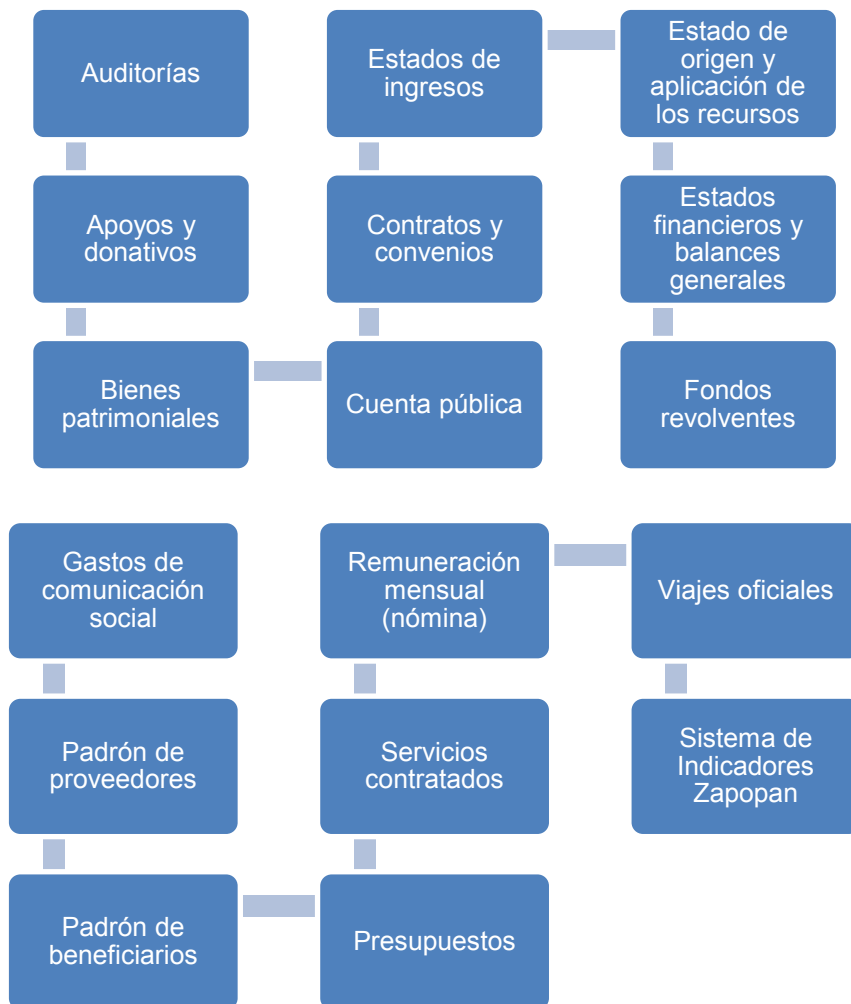 Auditorías
Apoyos y
donativos
Bienes
patrimoniales
Cuenta pública
Contratos y
convenios
Estados de
ingresos
Estado de
origen y
aplicación de
los recursos
Estados
financieros y
balances
generales
Fondos
revolventes
Gastos de
comunicación
social
Padrón de
proveedores
Padrón de
beneficiarios
Presupuestos
Servicios
contratados
Remuneración
mensual
(nómina)
Viajes oficiales
Sistema de
Indicadores
Zapopan